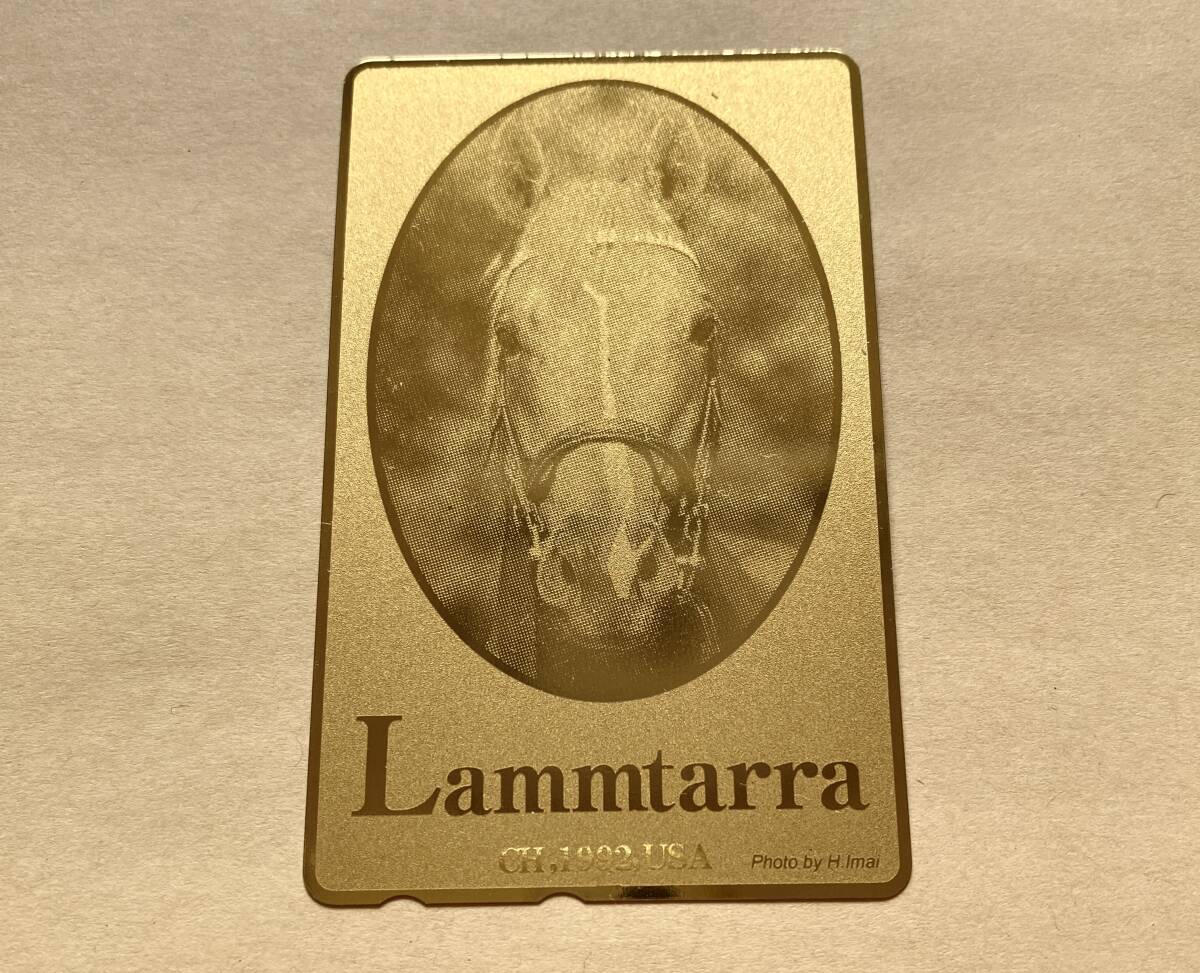 Lammtarra
CH,1992,USA
Photo by H.Imai